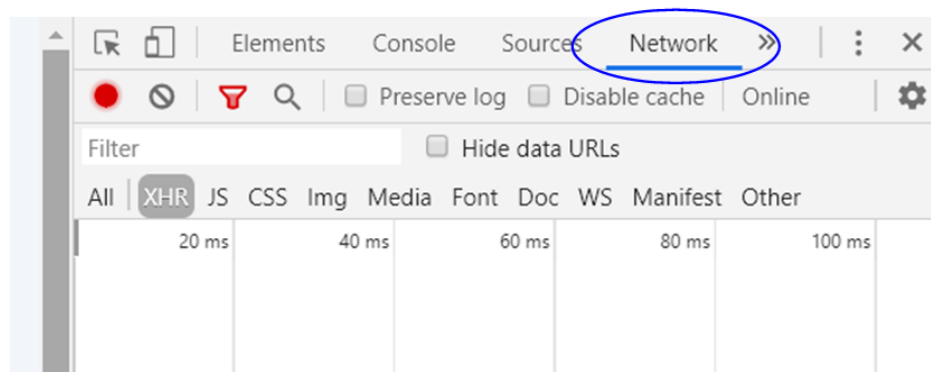 Elements Console Sources Network »
Preserve log Disable cache Online
Filter Hide data URLs
All XHR JS CSS Img Media Font Doc WS Manifest Other
20 ms 40 ms 60 ms 80 ms 100 ms